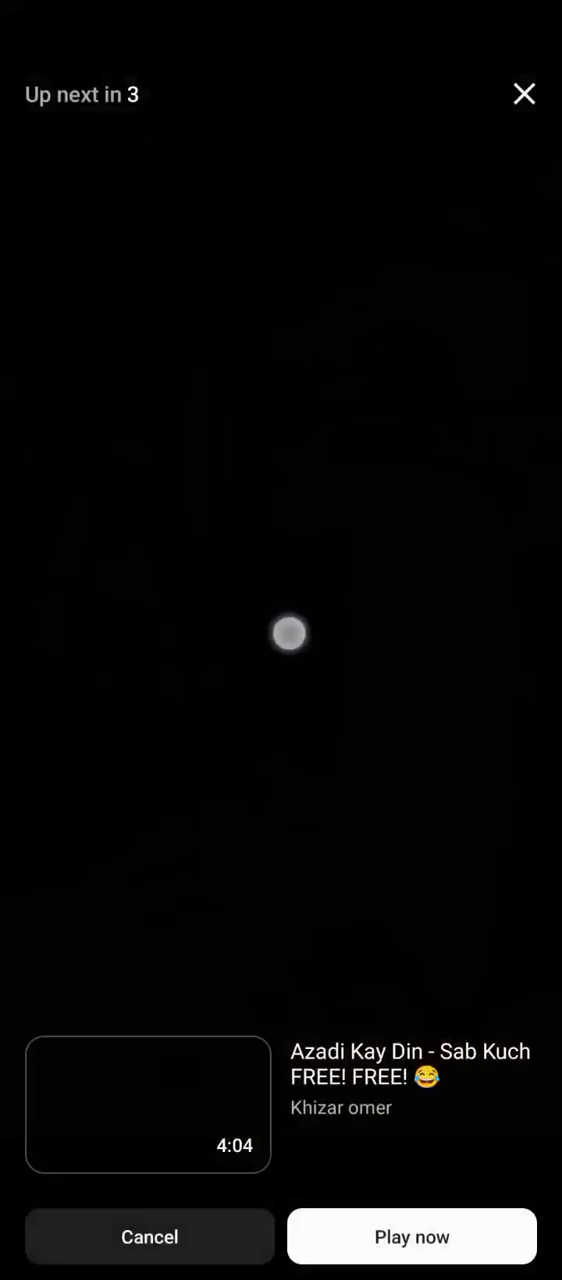 Up next in 3
Azadi Kay Din - Sab Kuch
FREE! FREE! 😂
Khizar omer
4:04
Cancel
Play now